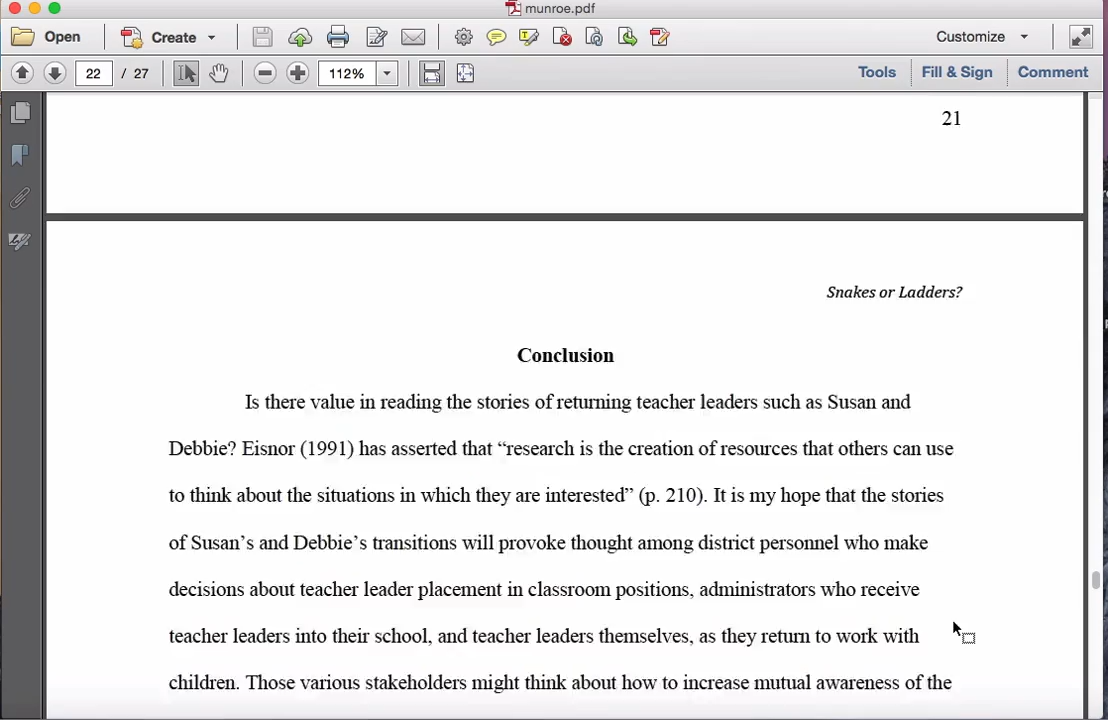 munroe.pdf
Open
Create
Customize
22 / 27
112%
Tools
Fill & Sign
Comment
21
Snakes or Ladders?
Conclusion
Is there value in reading the stories of returning teacher leaders such as Susan and
Debbie? Eisnor (1991) has asserted that “research is the creation of resources that others can use
to think about the situations in which they are interested” (p. 210). It is my hope that the stories
of Susan’s and Debbie’s transitions will provoke thought among district personnel who make
decisions about teacher leader placement in classroom positions, administrators who receive
teacher leaders into their school, and teacher leaders themselves, as they return to work with
children. Those various stakeholders might think about how to increase mutual awareness of the